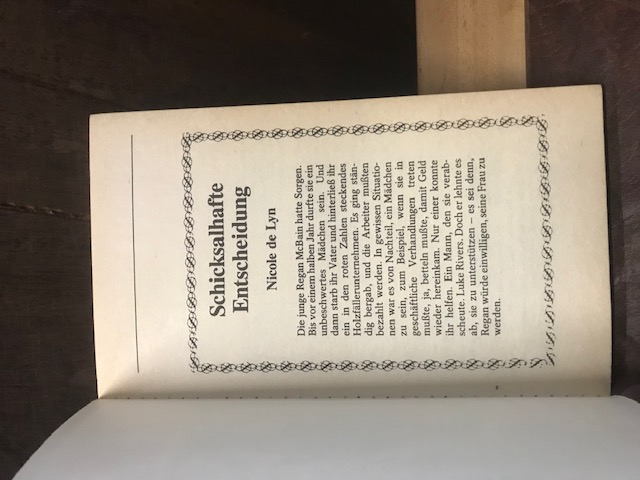 Schicksalhafte
Entscheidung
Nicole de Lyn
Die junge Regan McBain hatte Sorgen.
Bis vor einem halben Jahr durfte sie ein
unbeschwertes Mädchen sein. Und
dann starb ihr Vater und hinterließ ihr
ein in den roten Zahlen steckendes
Holzfällerunternehmen. Es ging stän-
dig bergab, und die Arbeiter mußten
bezahlt werden. In gewissen Situatio-
nen war es von Nachteil, ein Mädchen
zu sein, zum Beispiel, wenn sie in
geschäftliche Verhandlungen treten
mußte, ja, betteln mußte, damit Geld
wieder hereinkam. Nur einer konnte
ihr helfen. Ein Mann, den sie verab-
scheute. Luke Rivers. Doch er lehnte es
ab, sie zu unterstützen – es sei denn,
Regan würde einwilligen, seine Frau zu
werden.